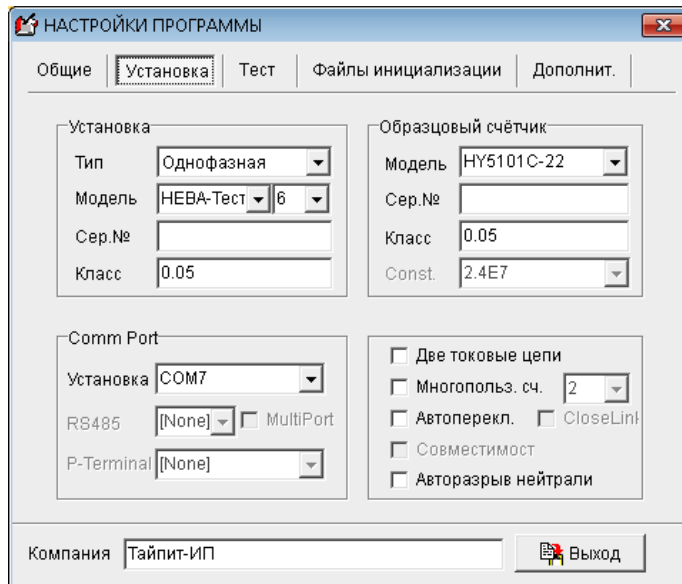 НАСТРОЙКИ ПРОГРАММЫ
Общие Установка Тест Файлы инициализации Дополнит.
Установка
Тип Однофазная
Модель НЕВА-Тест 6
Сер.№
Класс 0.05
Образцовый счётчик
Модель HY5101C-22
Сер.№
Класс 0.05
Const. 2.4E7
Comm Port
Установка COM7
RS485 [None] MultiPort
P-Terminal [None]
Две токовые цепи
Многопольз. сч. 2
Автоперекл. CloseLink
Совместимост
Авторазрыв нейтрали
Компания Тайпит-ИП
Выход